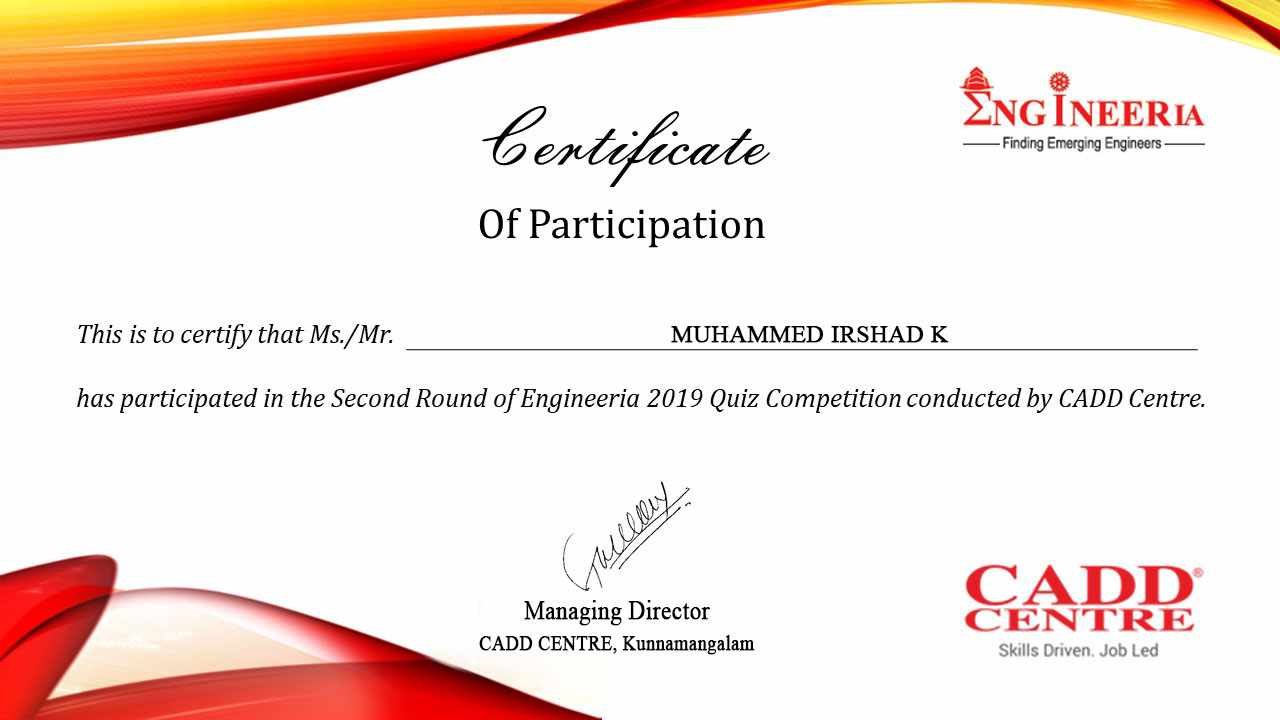 ENGINEERIA
Finding Emerging Engineers
Certificate
Of Participation
This is to certify that Ms./Mr. MUHAMMED IRSHAD K
has participated in the Second Round of Engineeria 2019 Quiz Competition conducted by CADD Centre.
Managing Director
CADD CENTRE, Kunnamangalam
CADD®
CENTRE
Skills Driven. Job Led